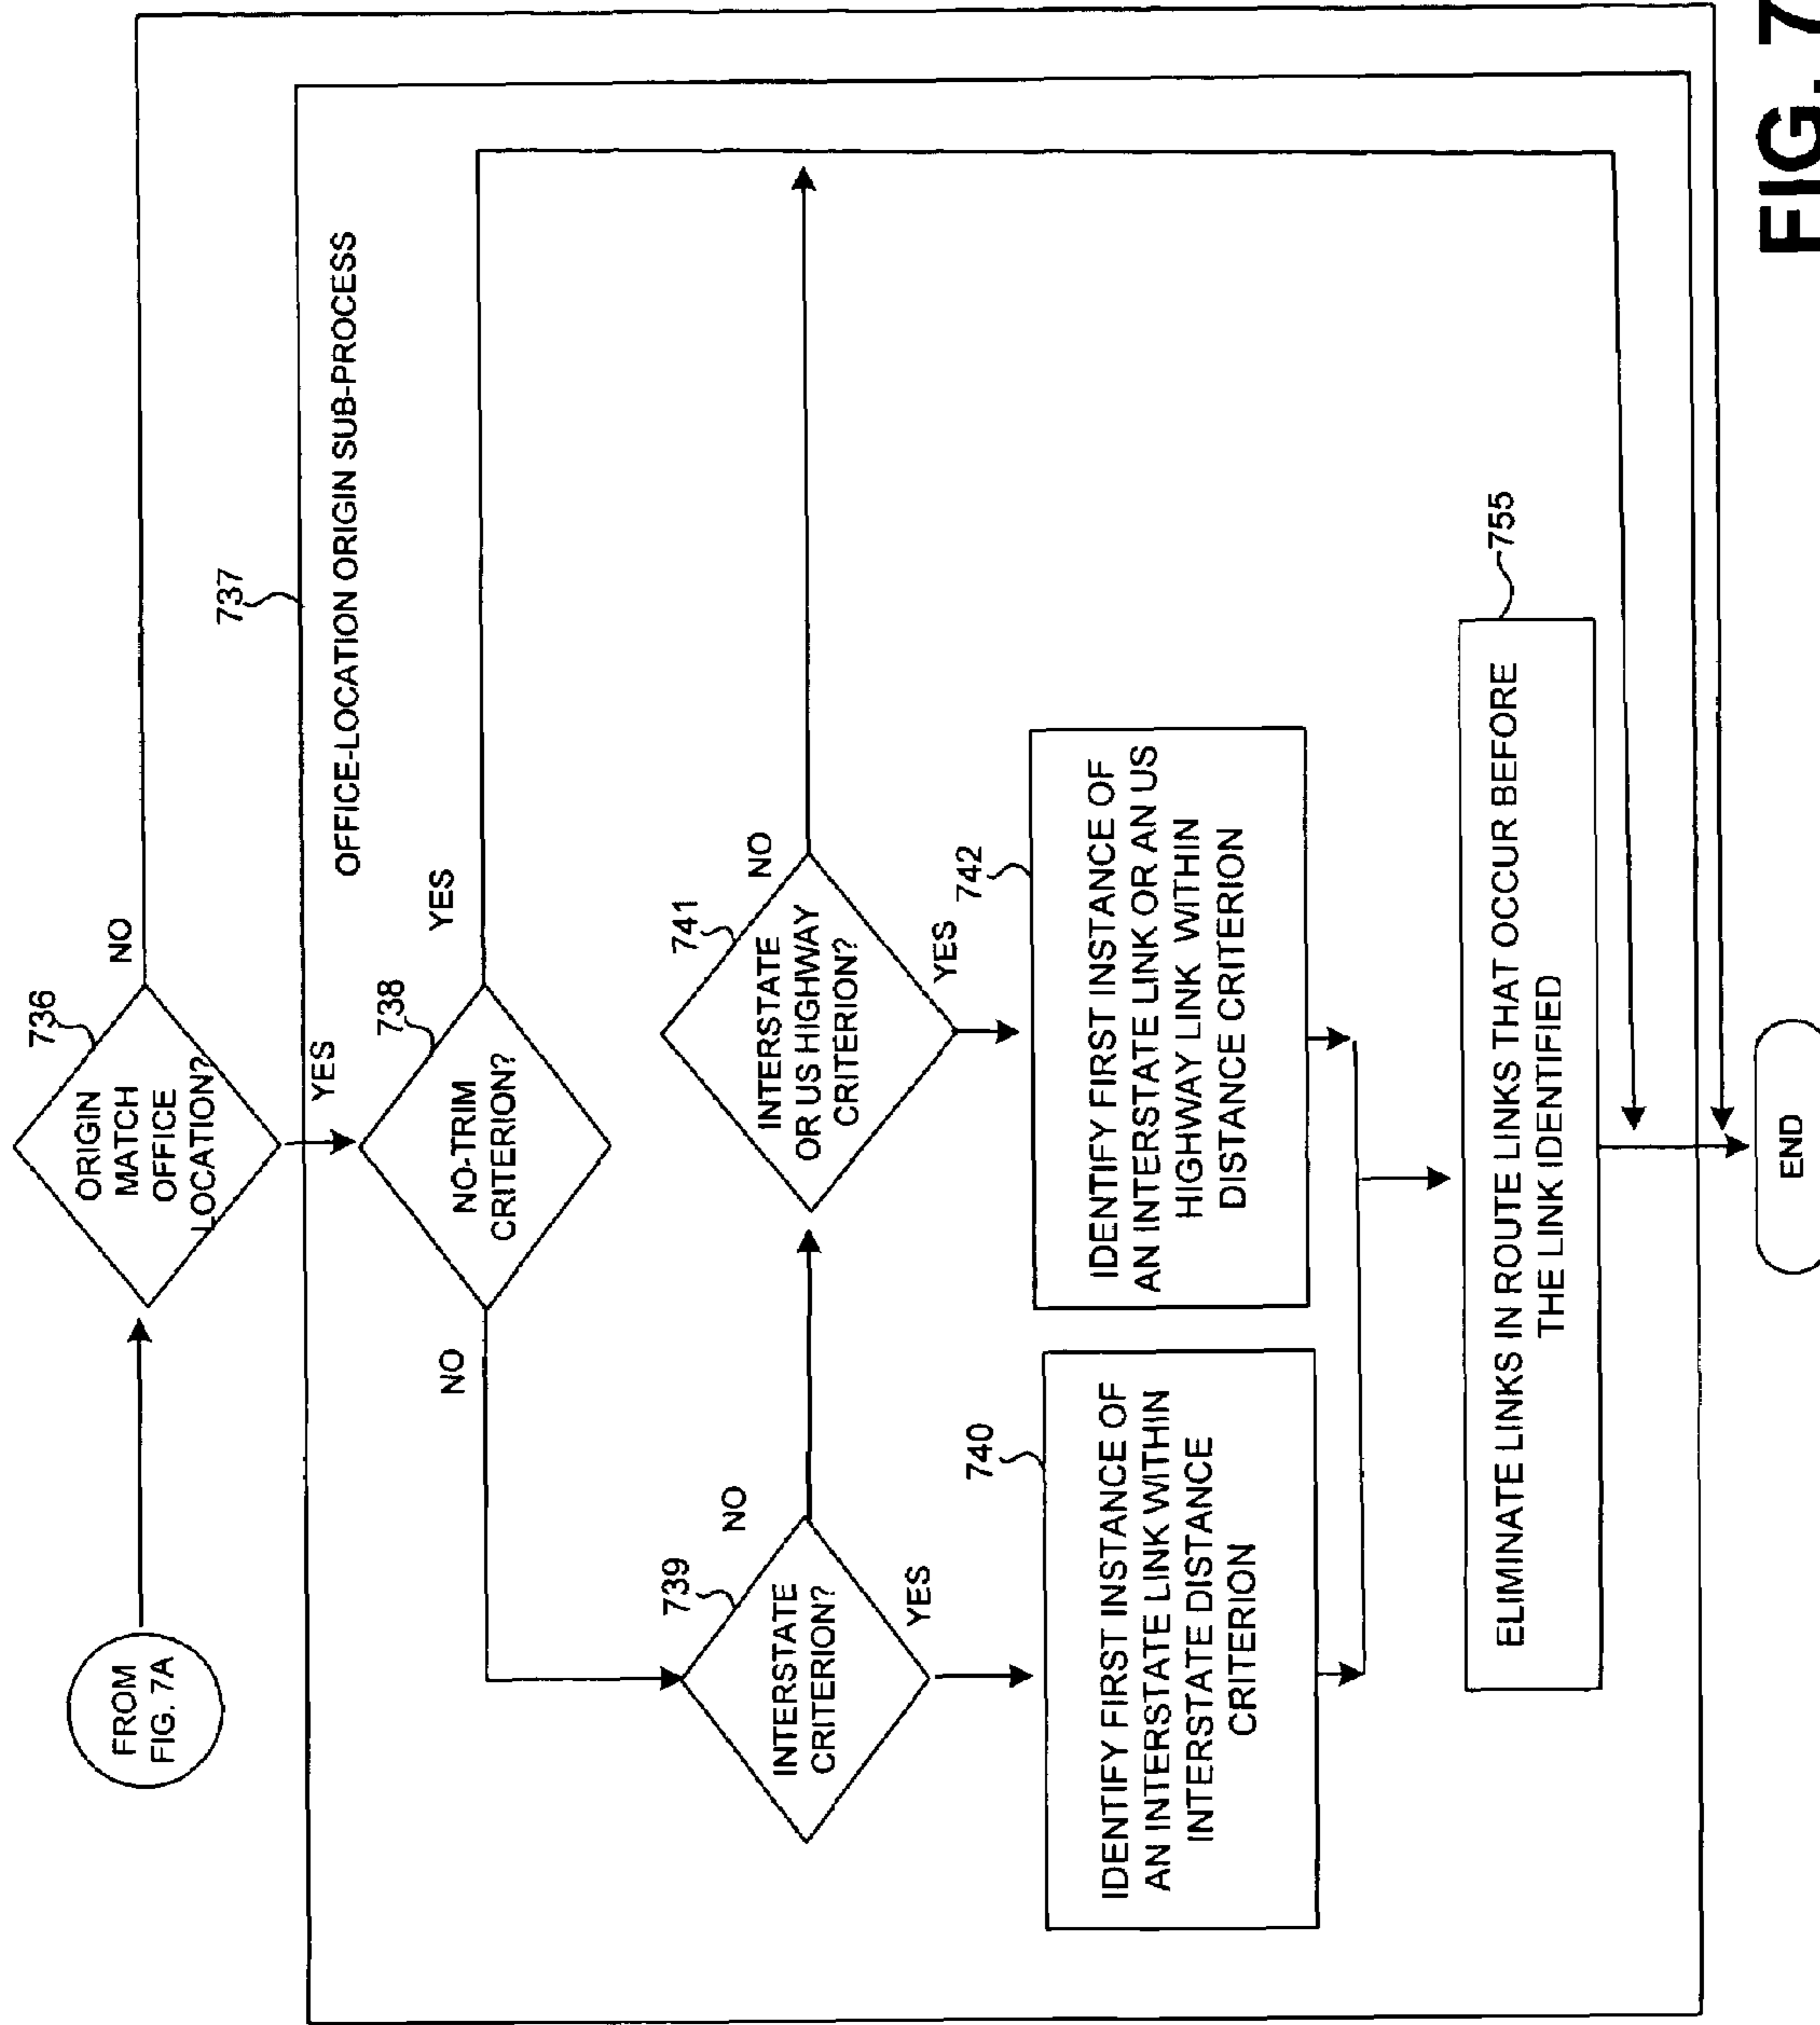 FROM
FIG. 7A
736
ORIGIN
MATCH
OFFICE
LOCATION?
NO
YES
737
OFFICE-LOCATION ORIGIN SUB-PROCESS
738
NO-TRIM
CRITERION?
YES
NO
739
INTERSTATE
CRITERION?
NO
YES
741
INTERSTATE
OR US HIGHWAY
CRITERION?
NO
YES
740
IDENTIFY FIRST INSTANCE OF
AN INTERSTATE LINK WITHIN
INTERSTATE DISTANCE
CRITERION
742
IDENTIFY FIRST INSTANCE OF
AN INTERSTATE LINK OR AN US
HIGHWAY LINK WITHIN
DISTANCE CRITERION
755
ELIMINATE LINKS IN ROUTE LINKS THAT OCCUR BEFORE
THE LINK IDENTIFIED
END
FIG. 7